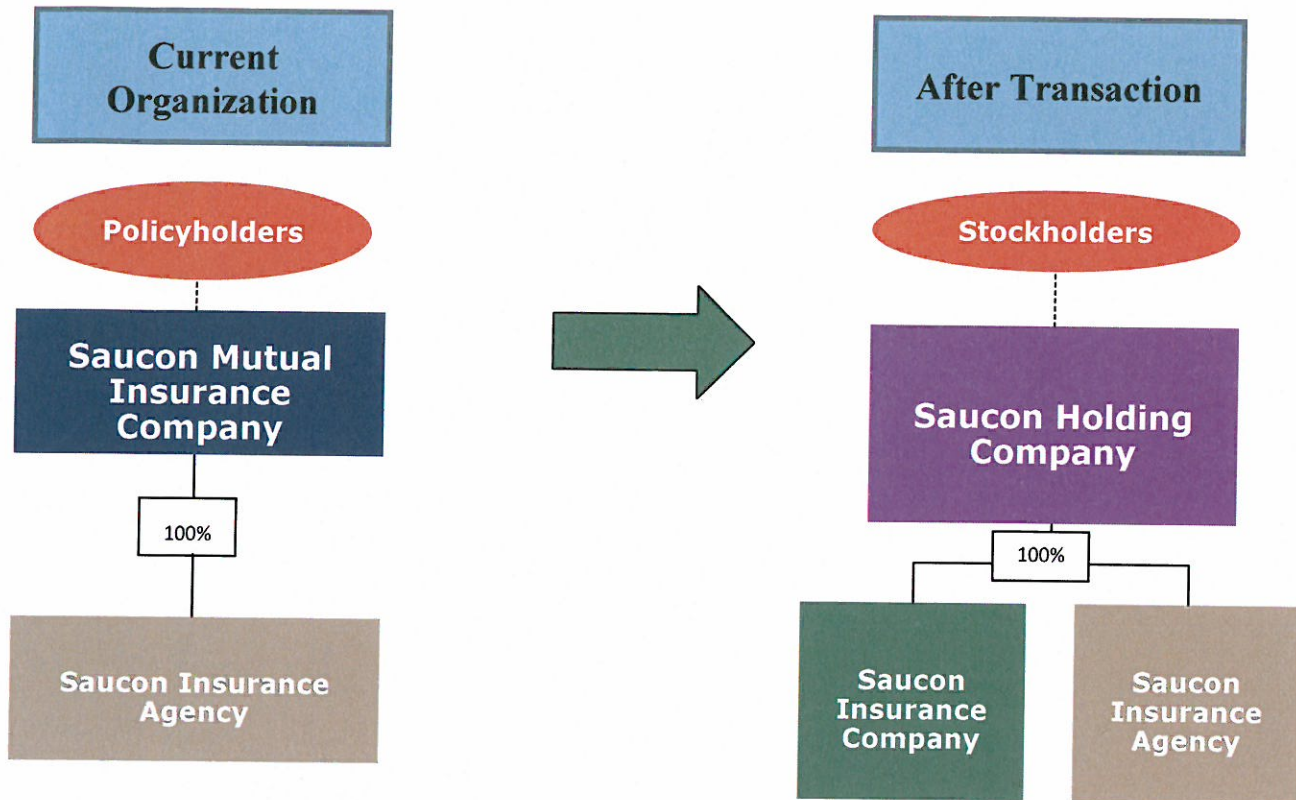 Current
Organization
Policyholders
Saucon Mutual
Insurance
Company
100%
Saucon Insurance
Agency
After Transaction
Stockholders
Saucon Holding
Company
100%
Saucon
Insurance
Company
Saucon
Insurance
Agency